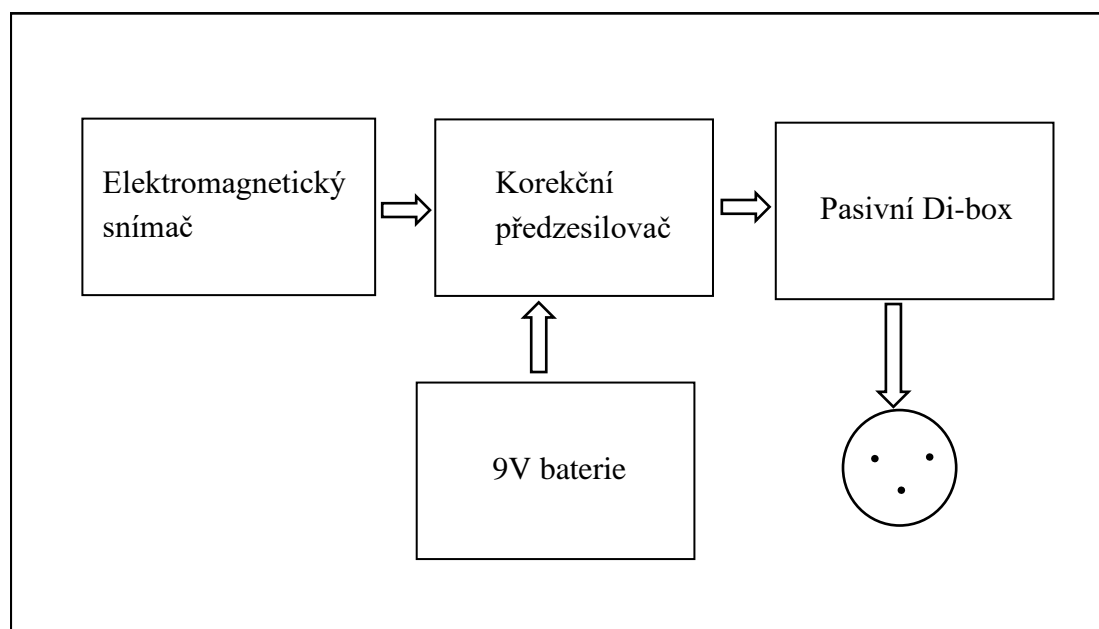 Elektromagnetický
snímač
Korekční
předzesilovač
Pasivní Di-box
9V baterie